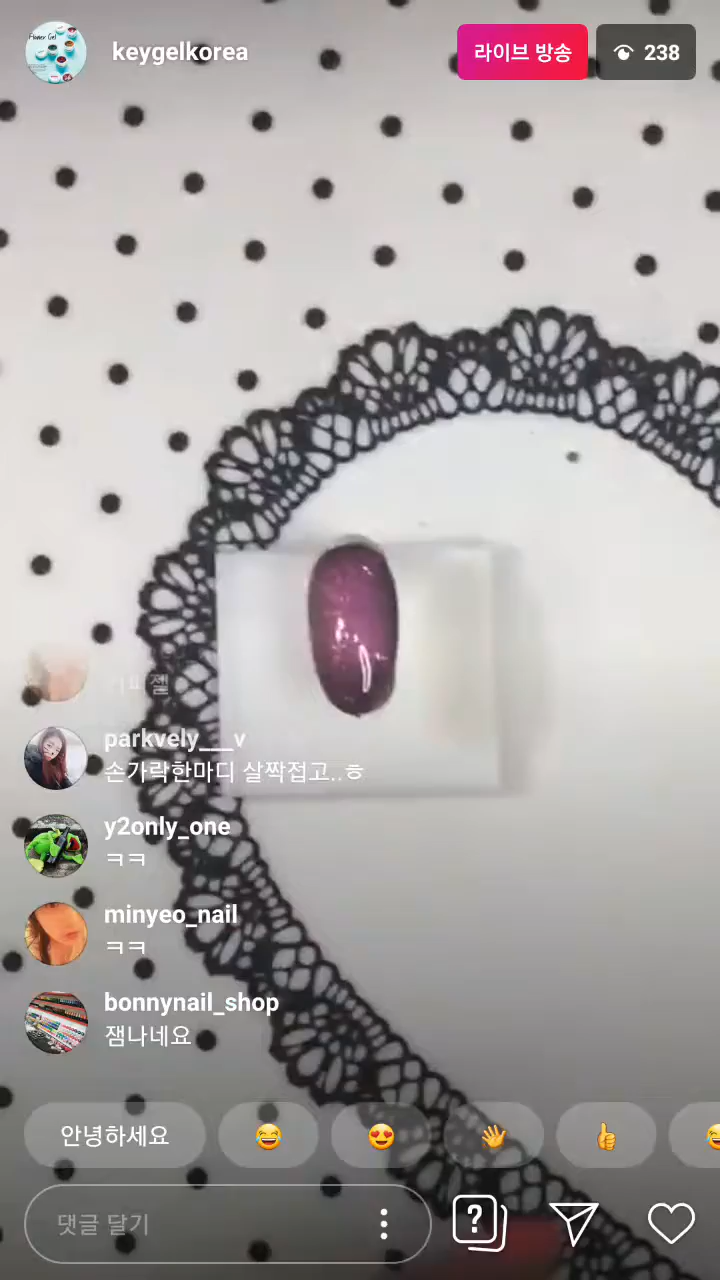 keygelkorea
라이브 방송
238
parkvely___v
손가락한마디 살짝접고..ㅎ
y2only_one
ㅋㅋ
minyeo_nail
ㅋㅋ
bonnynail_shop
잼나네요
안녕하세요
댓글 달기
?